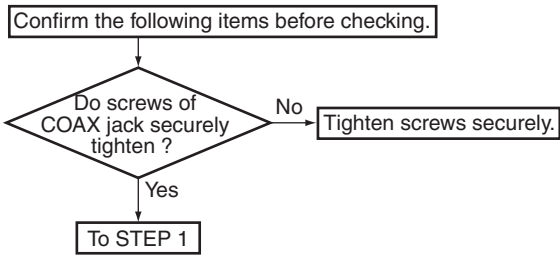 Confirm the following items before checking.
Do screws of
COAX jack securely
tighten ?
No
Tighten screws securely.
Yes
To STEP 1